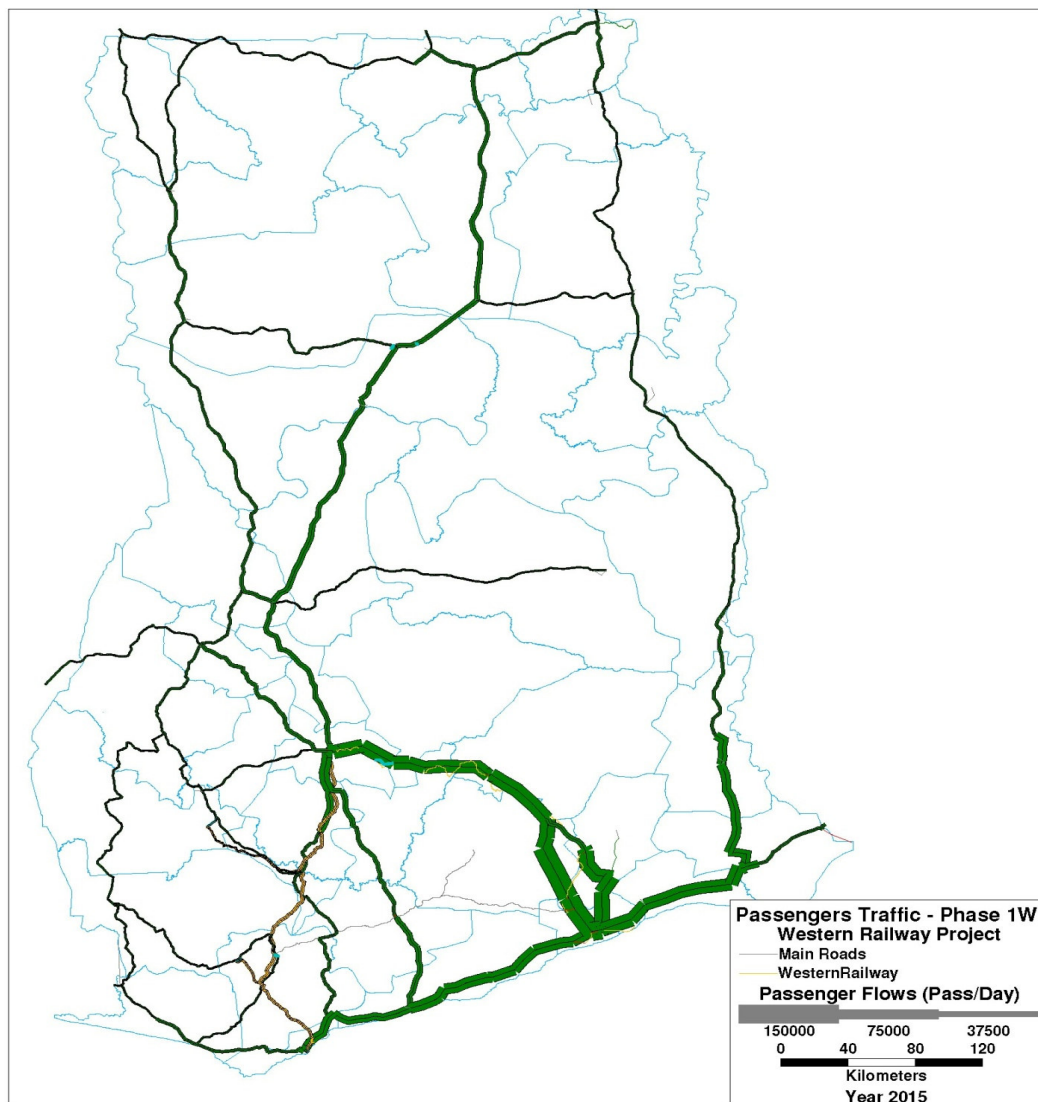 Passengers Traffic - Phase 1W
Western Railway Project
Main Roads
WesternRailway
Passenger Flows (Pass/Day)
150000 75000 37500
0 40 80 120
Kilometers
Year 2015